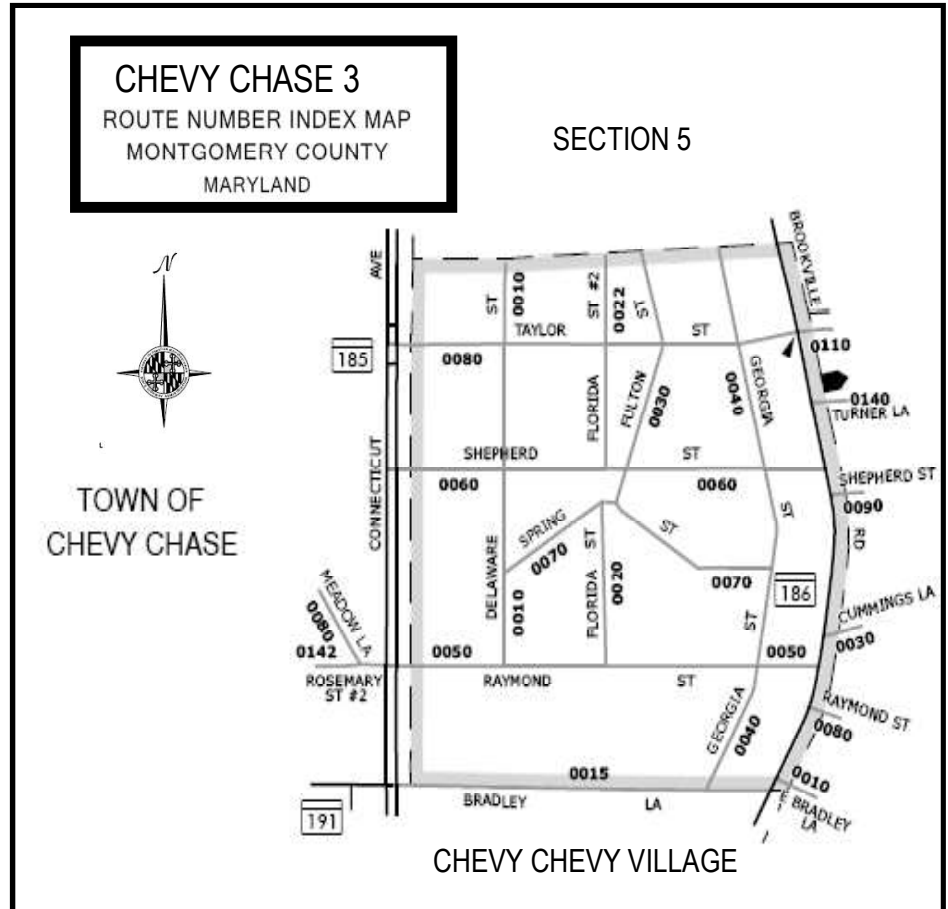 CHEVY CHASE 3
ROUTE NUMBER INDEX MAP
MONTGOMERY COUNTY
MARYLAND
SECTION 5
N
TOWN OF
CHEVY CHASE
AVE
185
CONNECTICUT
ST
0010
ST #2
0022
ST
BROOKVILLE
TAYLOR
ST
0080
0110
FLORIDA
FULTON
0030
0040
GEORGIA
0140
TURNER LA
SHEPHERD
ST
0060
0060
SHEPHERD ST
0090
SPRING
0070
ST
ST
RD
DELAWARE
0010
FLORIDA
ST
0020
0070
186
ST
CUMMINGS LA
0030
MEADOW LA
0080
0142
ROSEMARY
ST #2
0050
0050
RAYMOND
ST
GEORGIA
0040
RAYMOND ST
0080
0015
0010
BRADLEY
LA
E BRADLEY
LA
191
CHEVY CHEVY VILLAGE